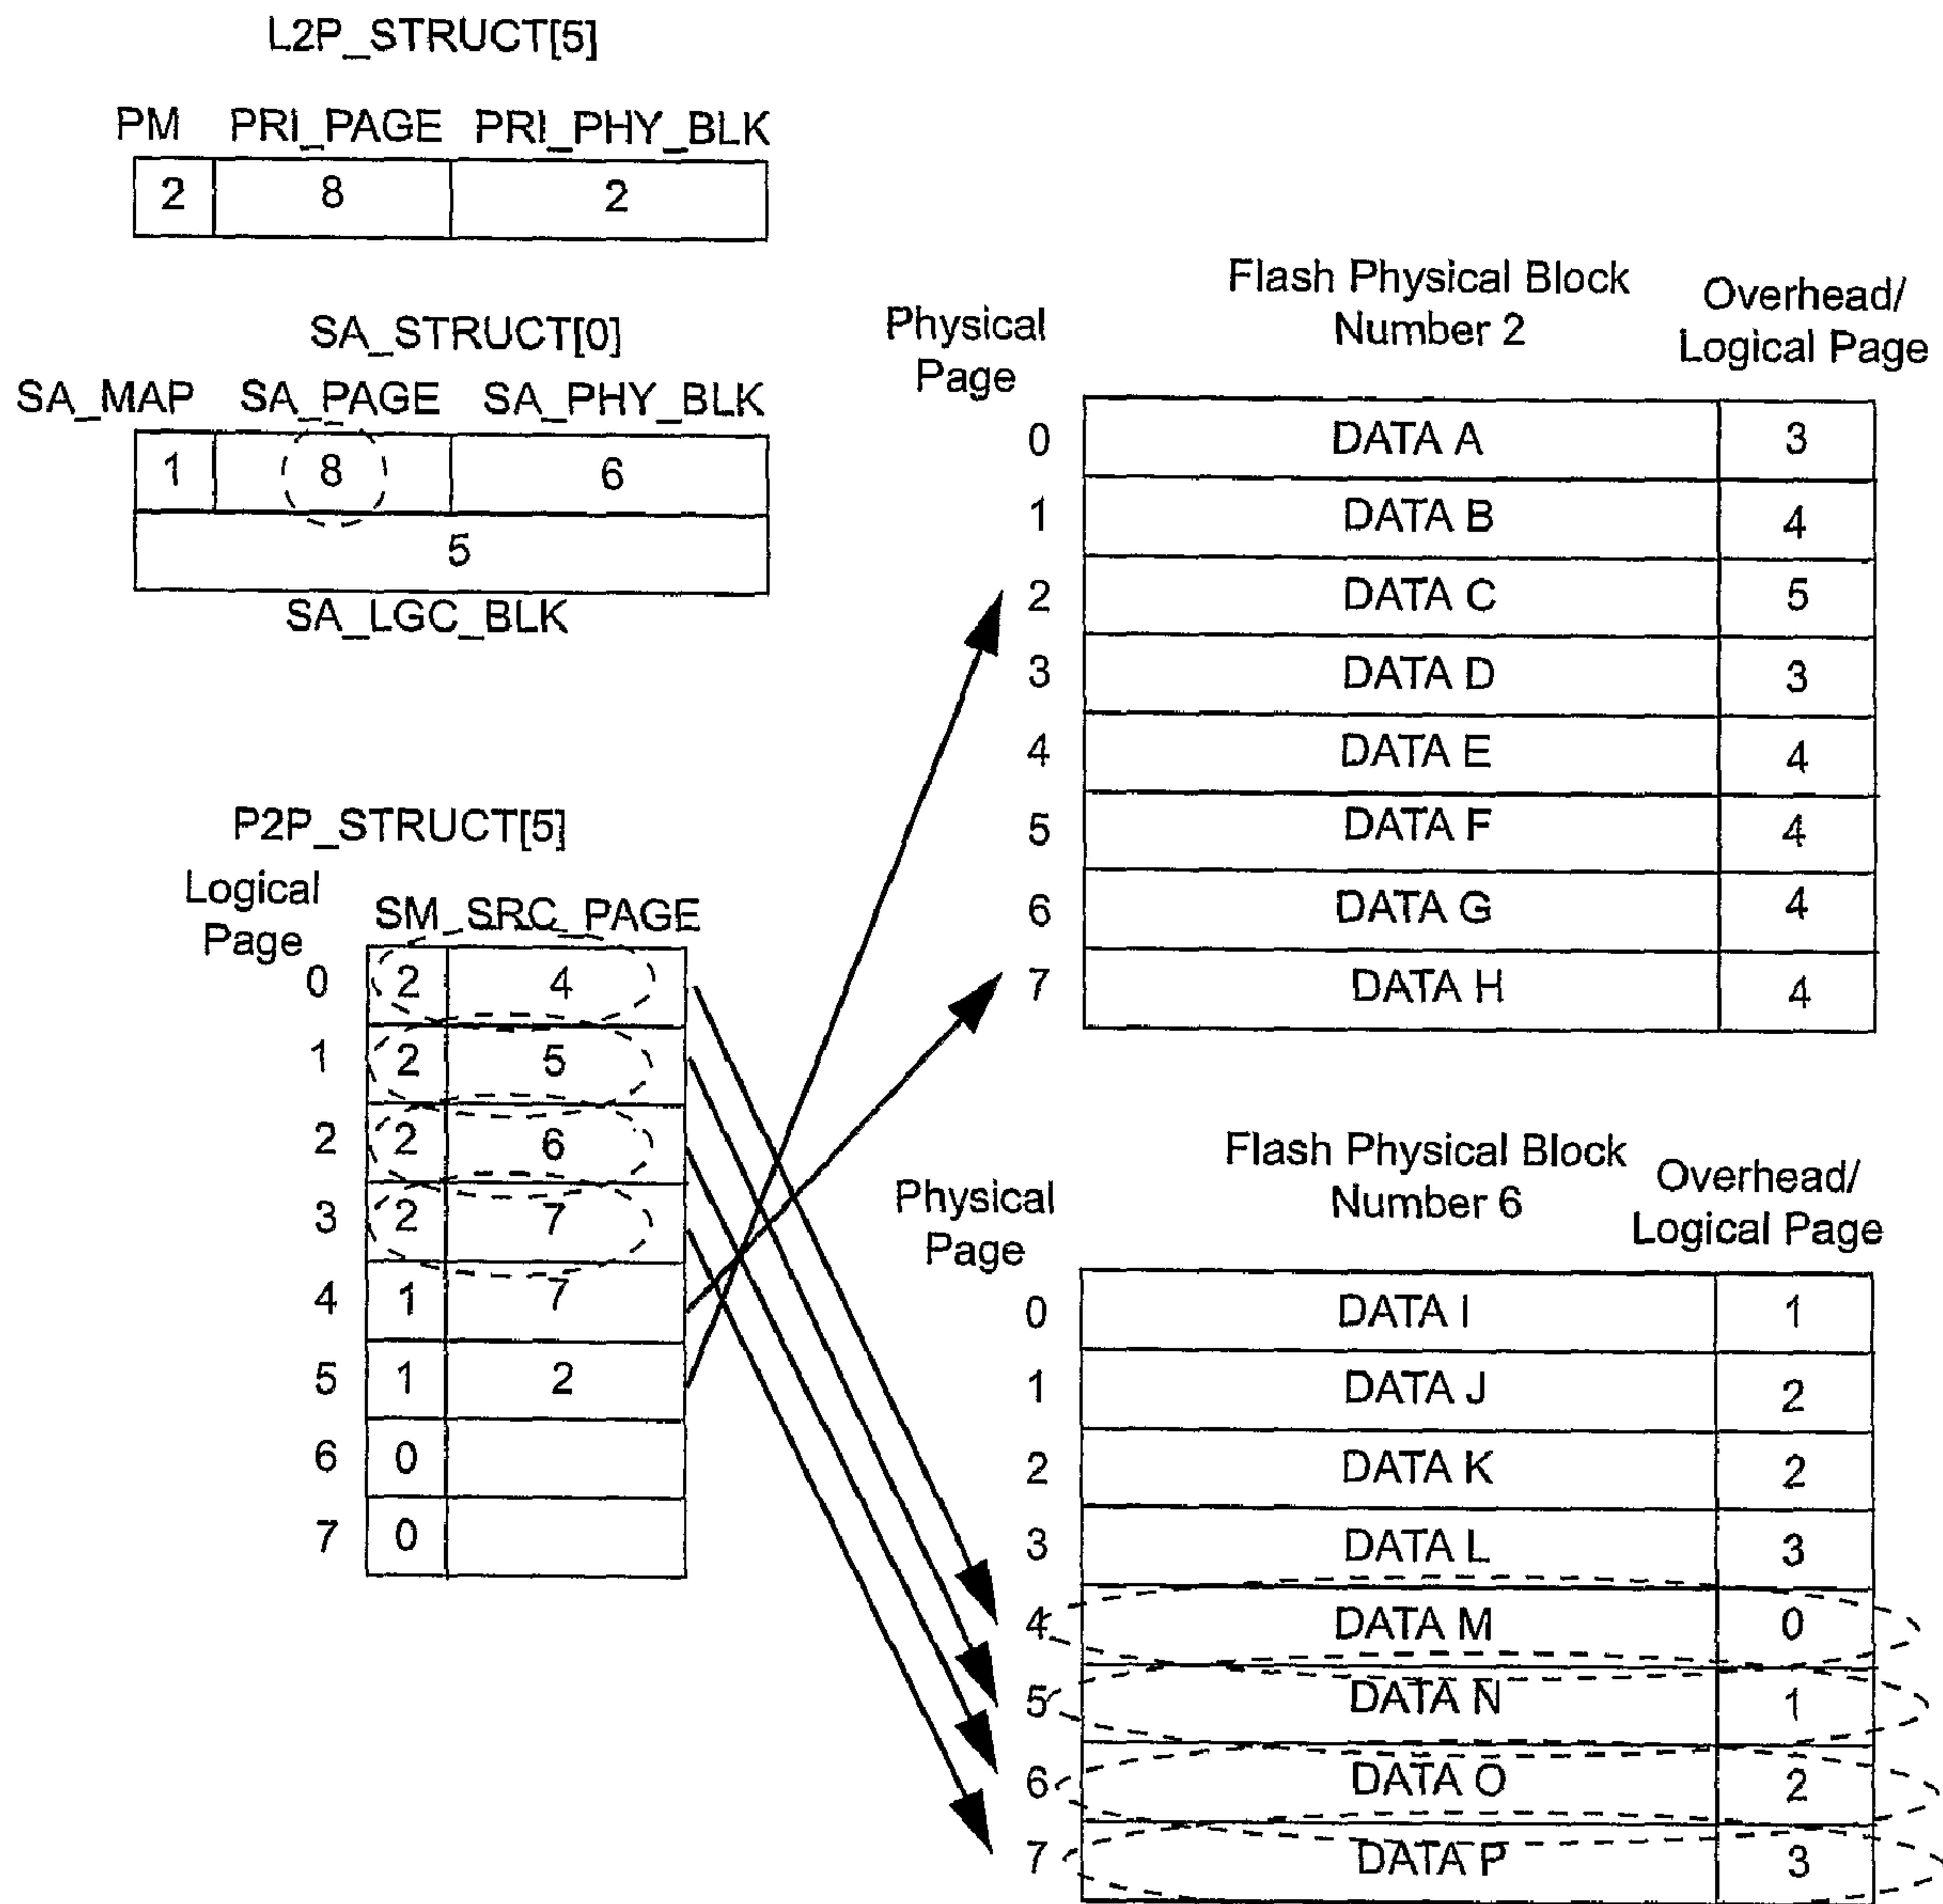 L2P_STRUCT[5]
PM PRI_PAGE PRI_PHY_BLK
2 8 2
SA_STRUCT[0]
SA_MAP SA_PAGE SA_PHY_BLK
1 8 6
5
SA_LGC_BLK
P2P_STRUCT[5]
Logical
Page
SM_SRC_PAGE
0 2 4
1 2 5
2 2 6
3 2 7
4 1 7
5 1 2
6 0
7 0
Physical
Page
Flash Physical Block
Number 2
Overhead/
Logical Page
0 DATA A 3
1 DATA B 4
2 DATA C 5
3 DATA D 3
4 DATA E 4
5 DATA F 4
6 DATA G 4
7 DATA H 4
Physical
Page
Flash Physical Block
Number 6
Overhead/
Logical Page
0 DATA I 1
1 DATA J 2
2 DATA K 2
3 DATA L 3
4 DATA M 0
5 DATA N 1
6 DATA O 2
7 DATA P 3